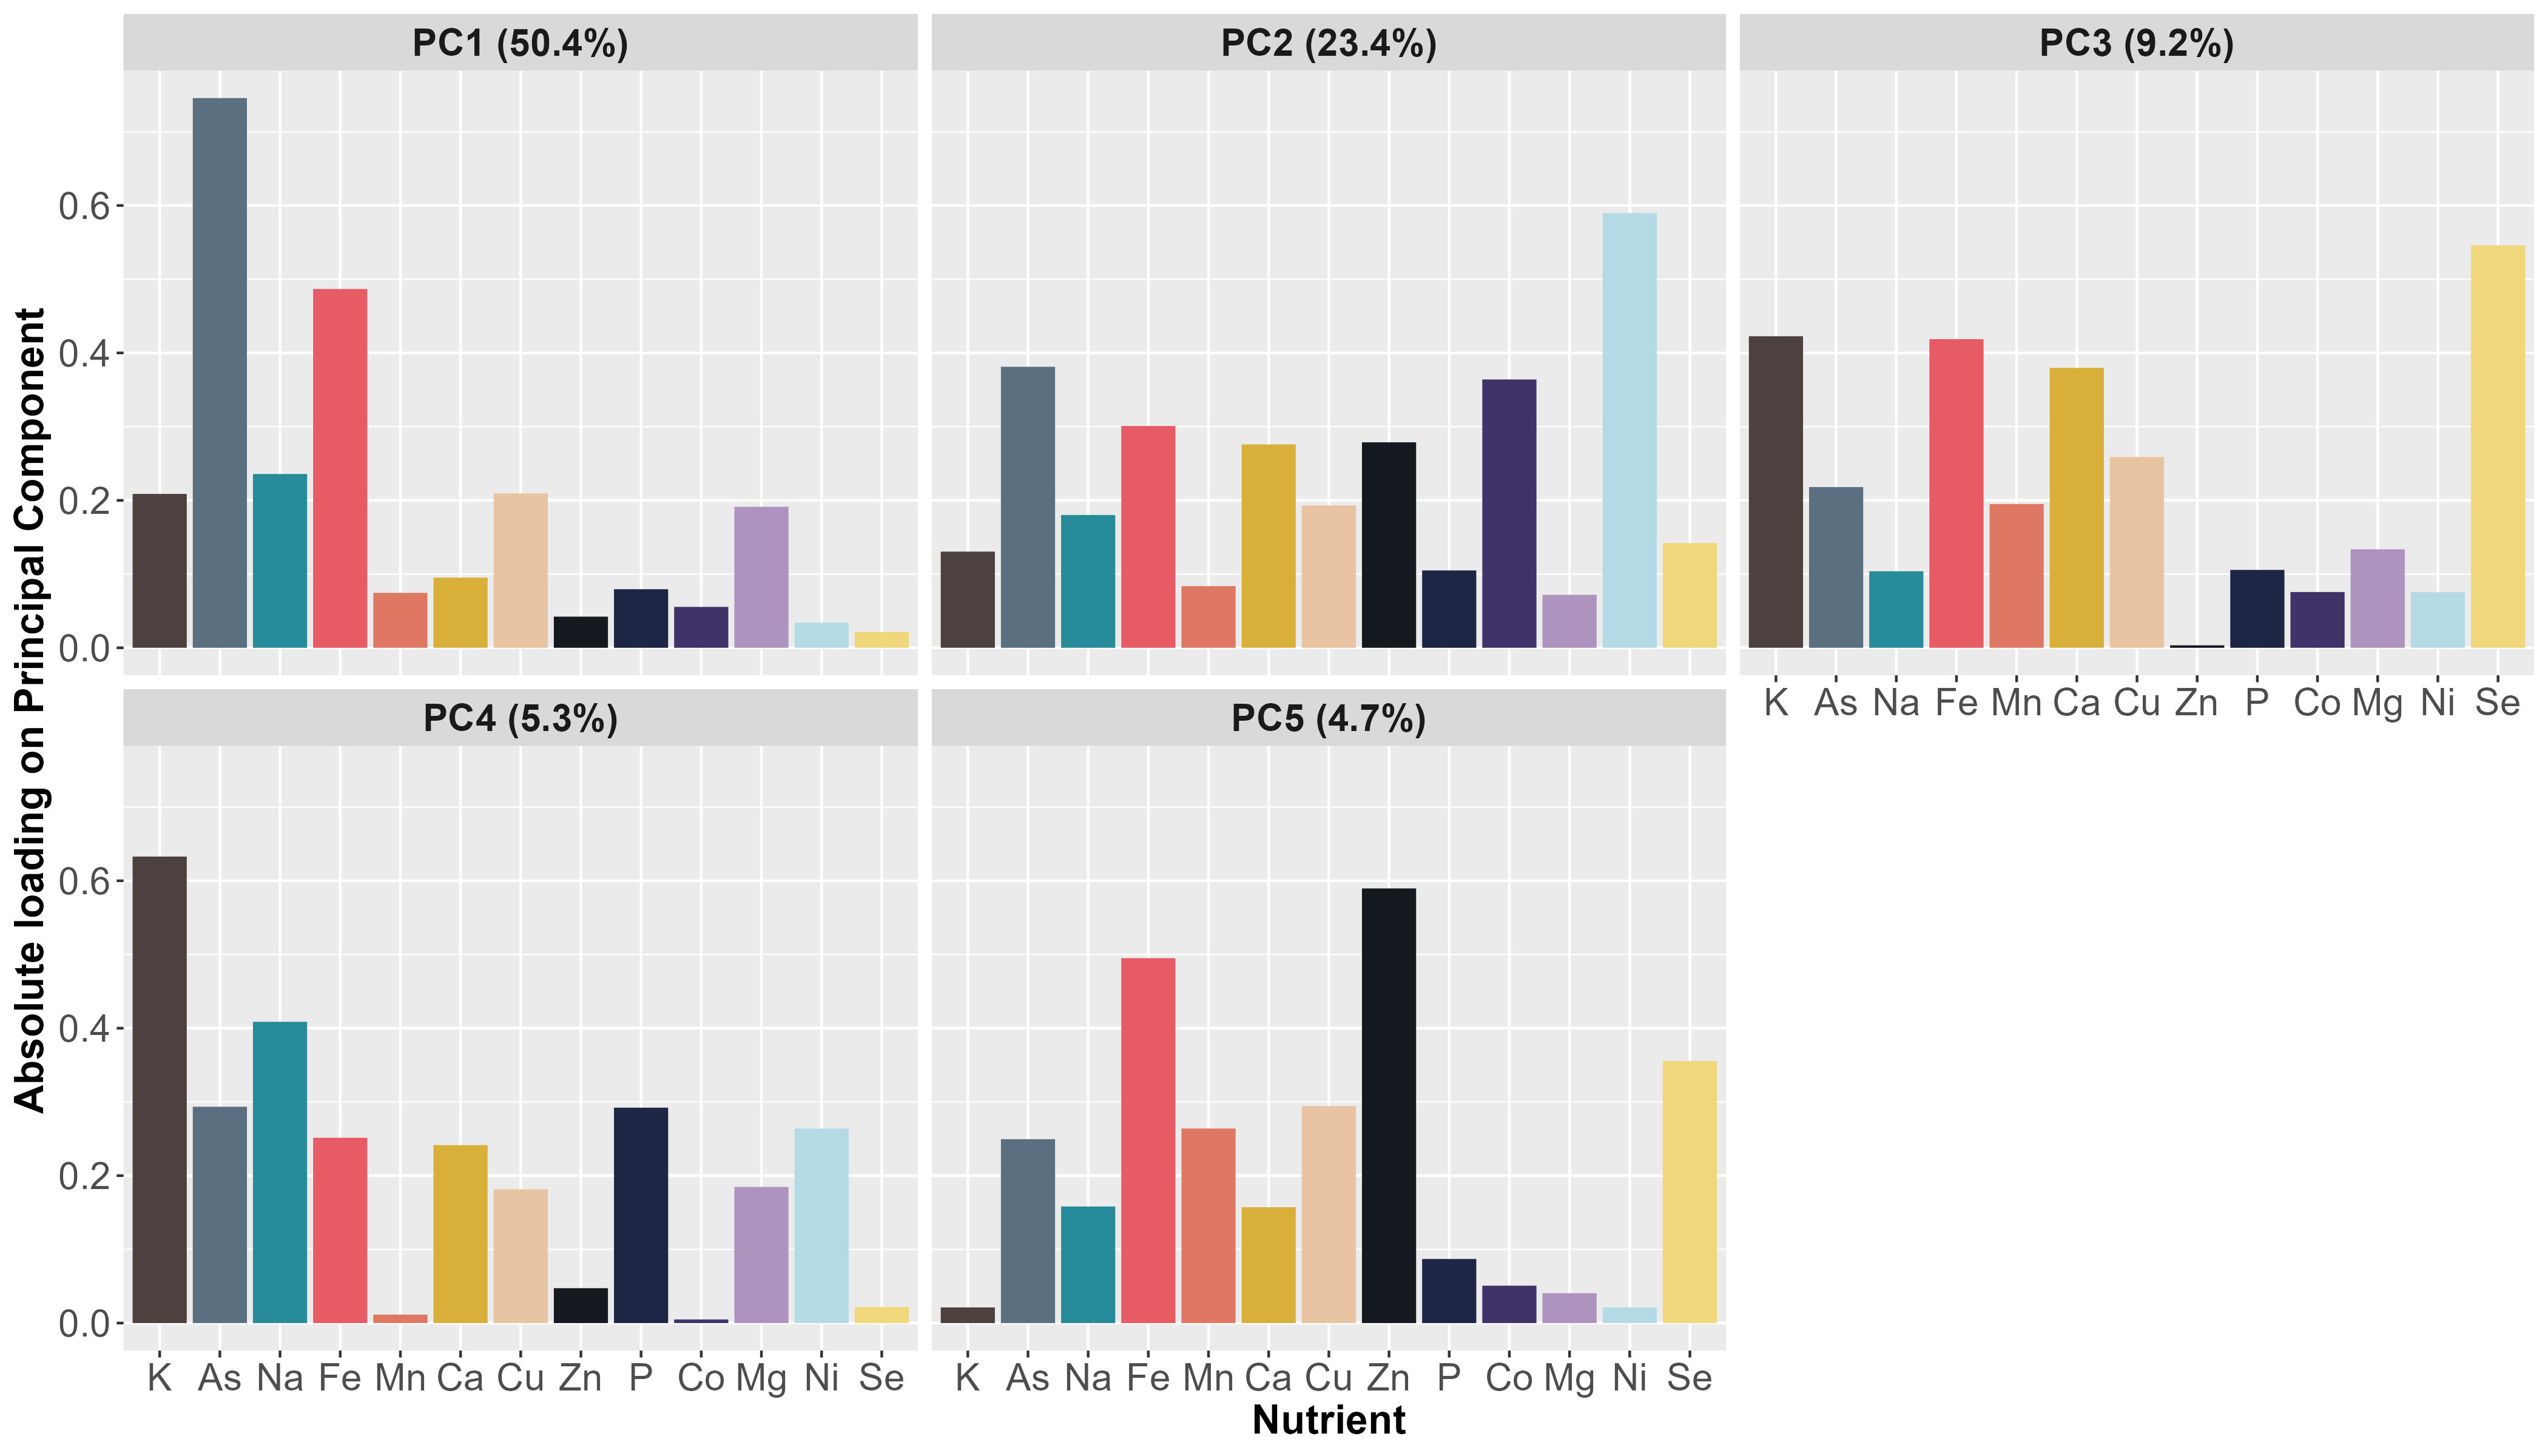 PC1 (50.4%)
PC2 (23.4%)
PC3 (9.2%)
Absolute loading on Principal Component
0.6
0.4
0.2
0.0
K As Na Fe Mn Ca Cu Zn P Co Mg Ni Se
PC4 (5.3%)
PC5 (4.7%)
0.6
0.4
0.2
0.0
K As Na Fe Mn Ca Cu Zn P Co Mg Ni Se
K As Na Fe Mn Ca Cu Zn P Co Mg Ni Se
Nutrient